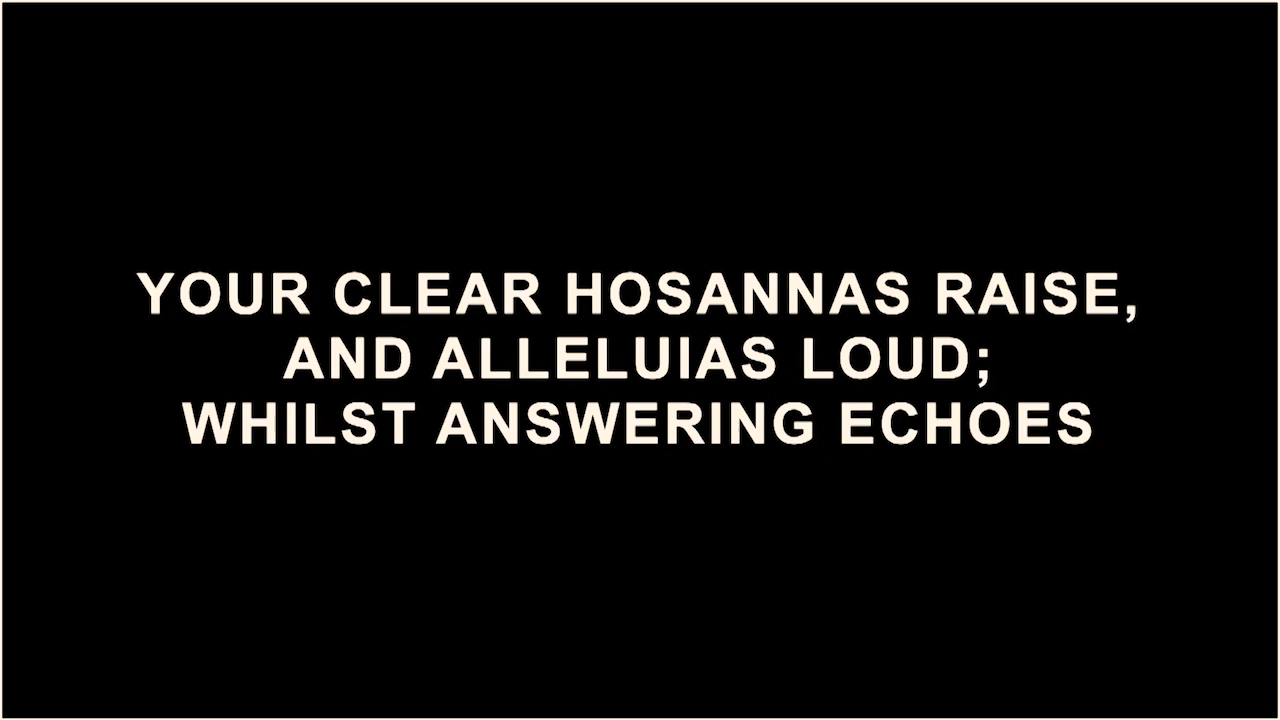 YOUR CLEAR HOSANNAS RAISE,
AND ALLELUIAS LOUD;
WHILST ANSWERING ECHOES